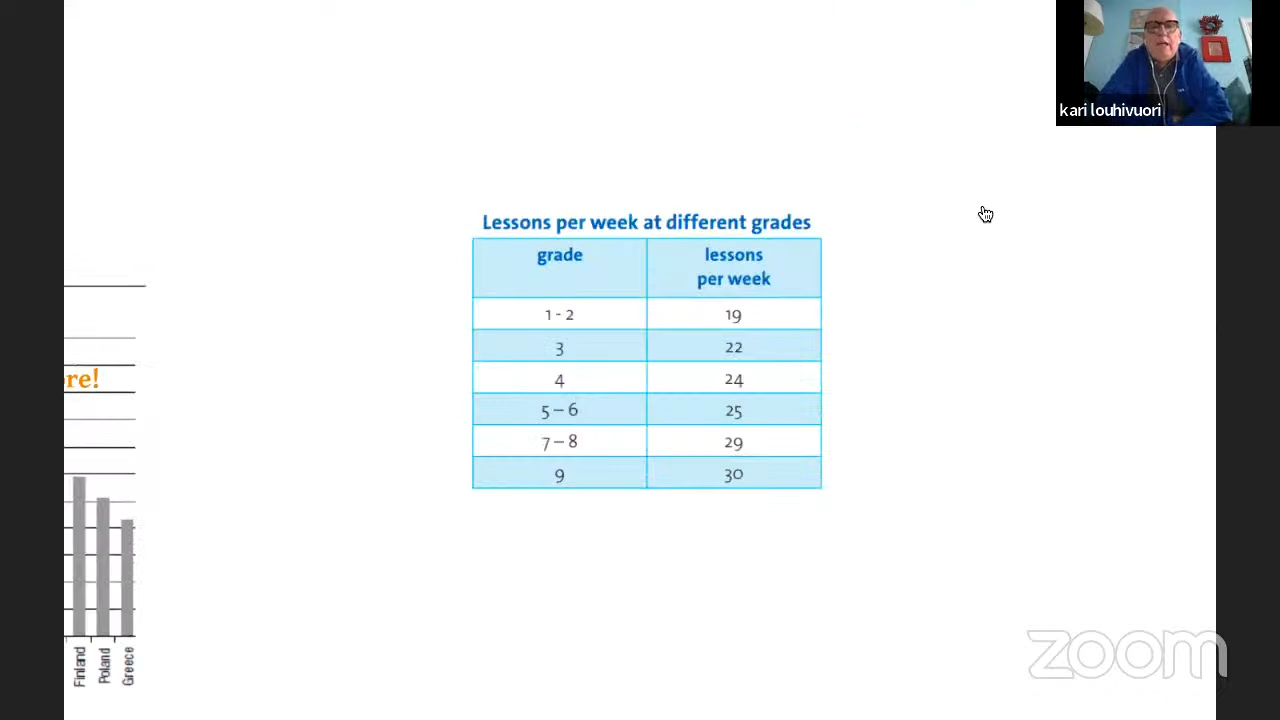 kari louhivuori
Lessons per week at different grades
grade lessons
per week
1 - 2 19
3 22
4 24
5 – 6 25
7 – 8 29
9 30
re!
Finland
Poland
Greece
zoom